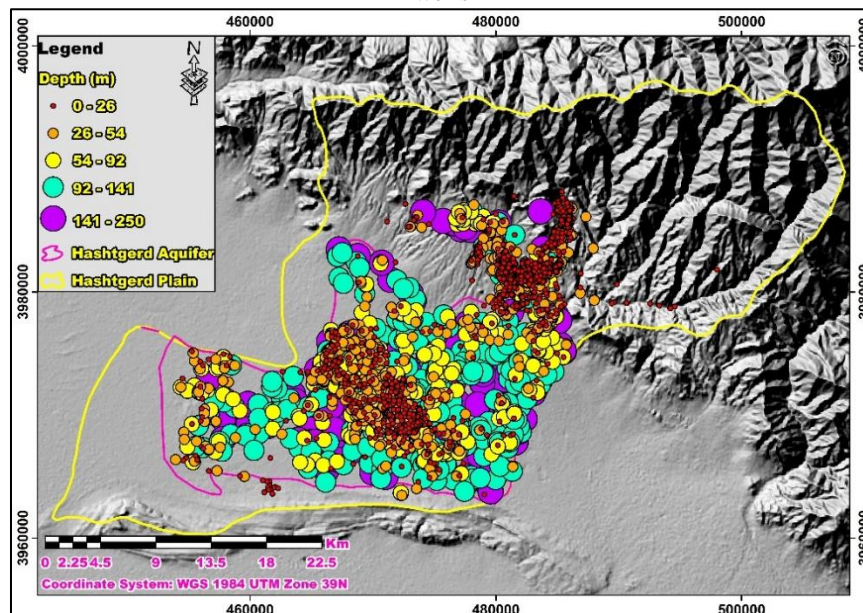 460000 480000 500000
Legend
N
Depth (m)
0 - 26
26 - 54
54 - 92
92 - 141
141 - 250
Hashtgerd Aquifer
Hashtgerd Plain
4000000
4000000
3980000
3960000
3960000
Km
0 2.25 4.5 9 13.5 18 22.5
Coordinate System: WGS 1984 UTM Zone 39N
460000 480000 500000